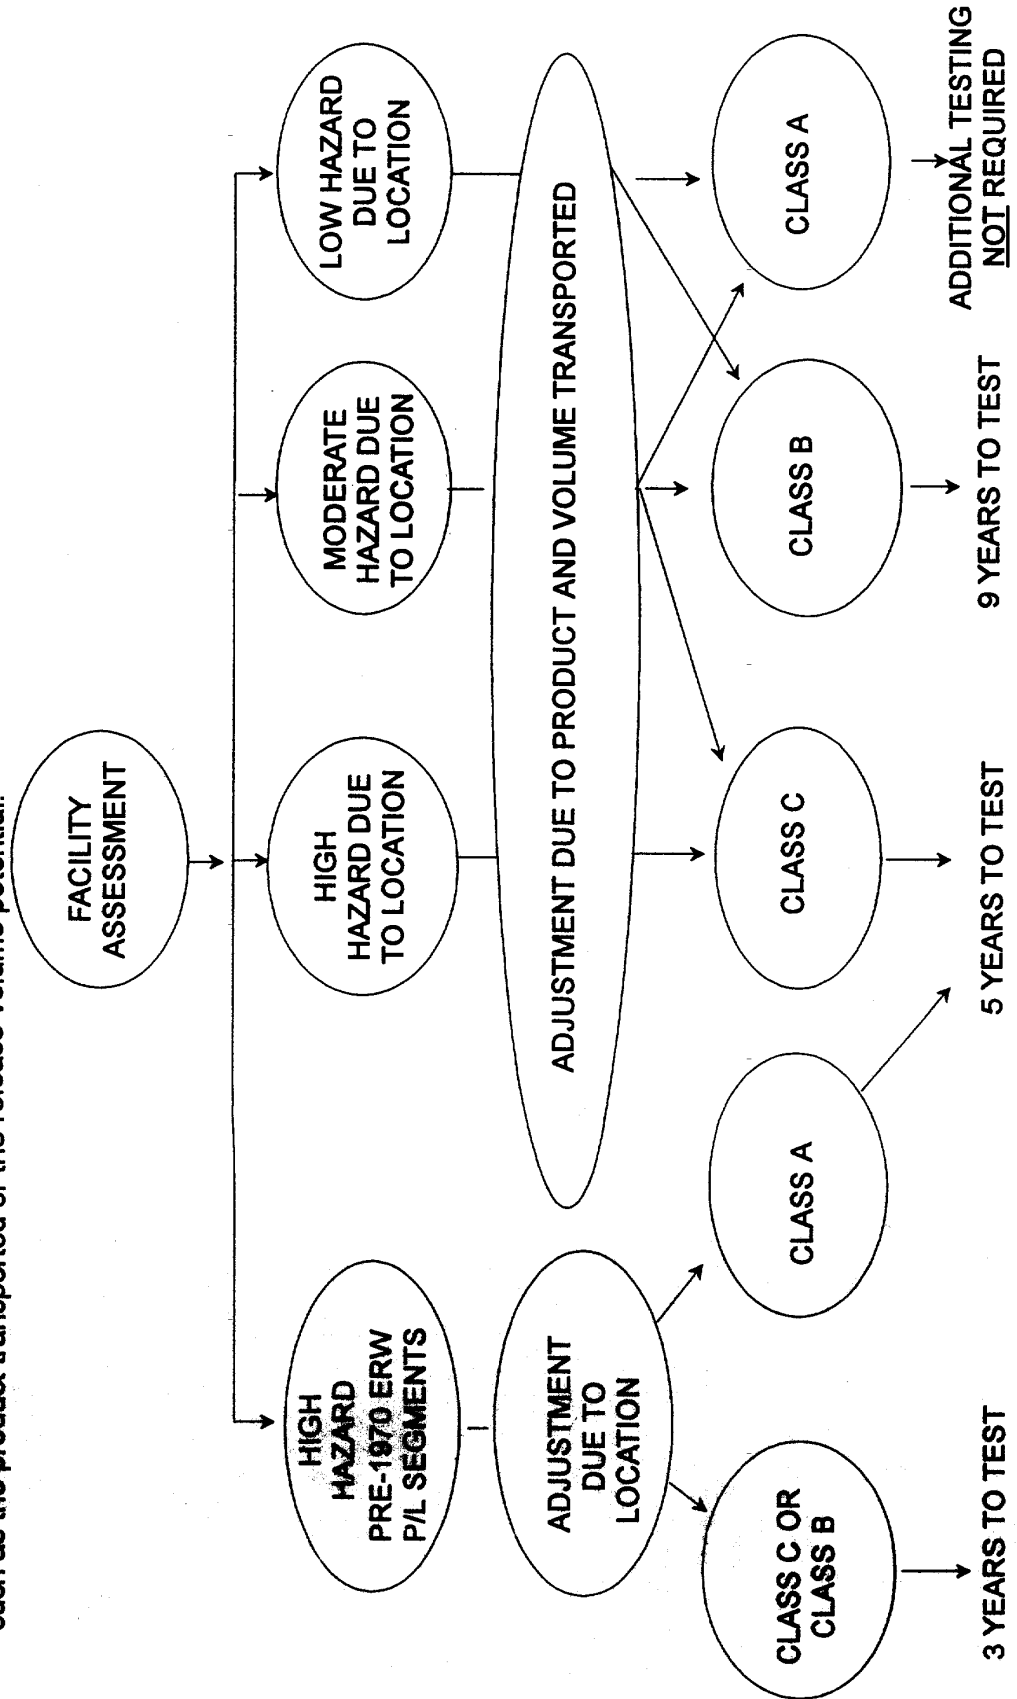 such as the product transported or the release volume potential.
FACILITY
ASSESSMENT
HIGH
HAZARD
PRE-1970 ERW
P/L SEGMENTS
HIGH
HAZARD DUE
TO LOCATION
MODERATE
HAZARD DUE
TO LOCATION
LOW HAZARD
DUE TO
LOCATION
ADJUSTMENT
DUE TO
LOCATION
ADJUSTMENT DUE TO PRODUCT AND VOLUME TRANSPORTED
CLASS C OR
CLASS B
CLASS A
CLASS C
CLASS B
CLASS A
3 YEARS TO TEST
5 YEARS TO TEST
9 YEARS TO TEST
ADDITIONAL TESTING
NOT REQUIRED